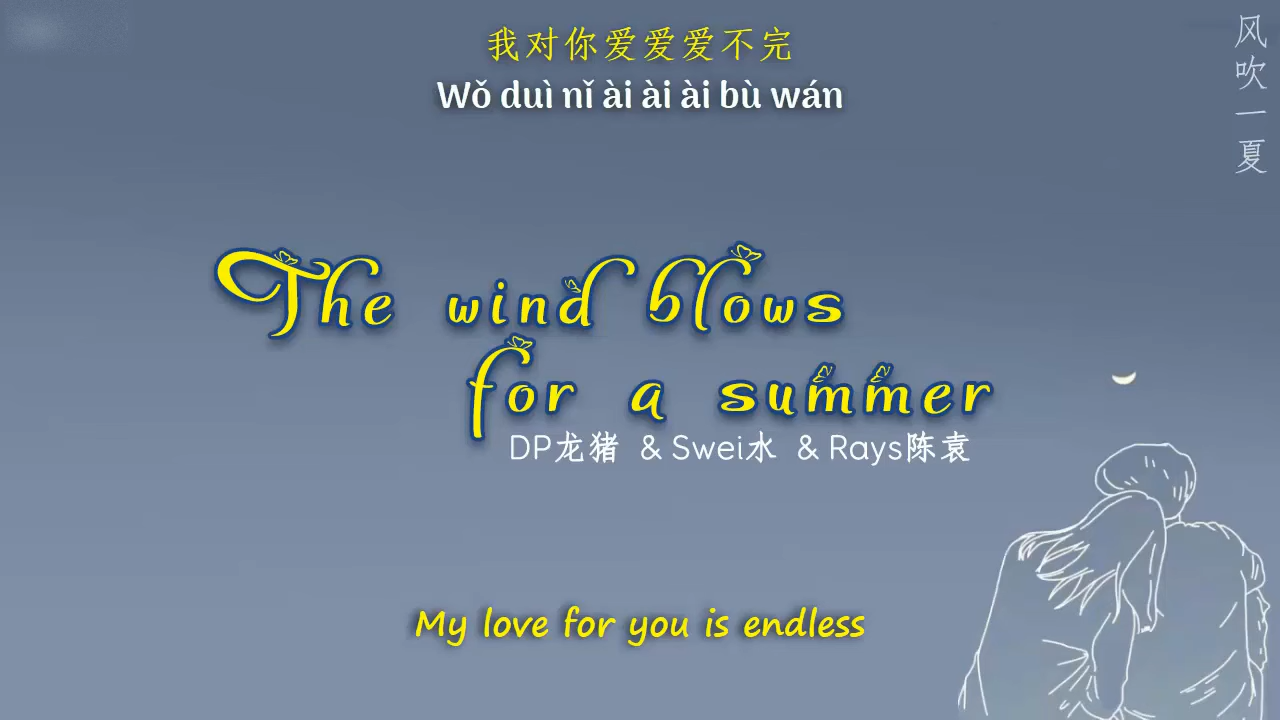 我对你爱爱爱不完
Wǒ duì nǐ ài ài ài bù wán
风吹一夏
The wind blows
for a summer
DP龙猪 & Swei水 & Rays陈袁
My love for you is endless